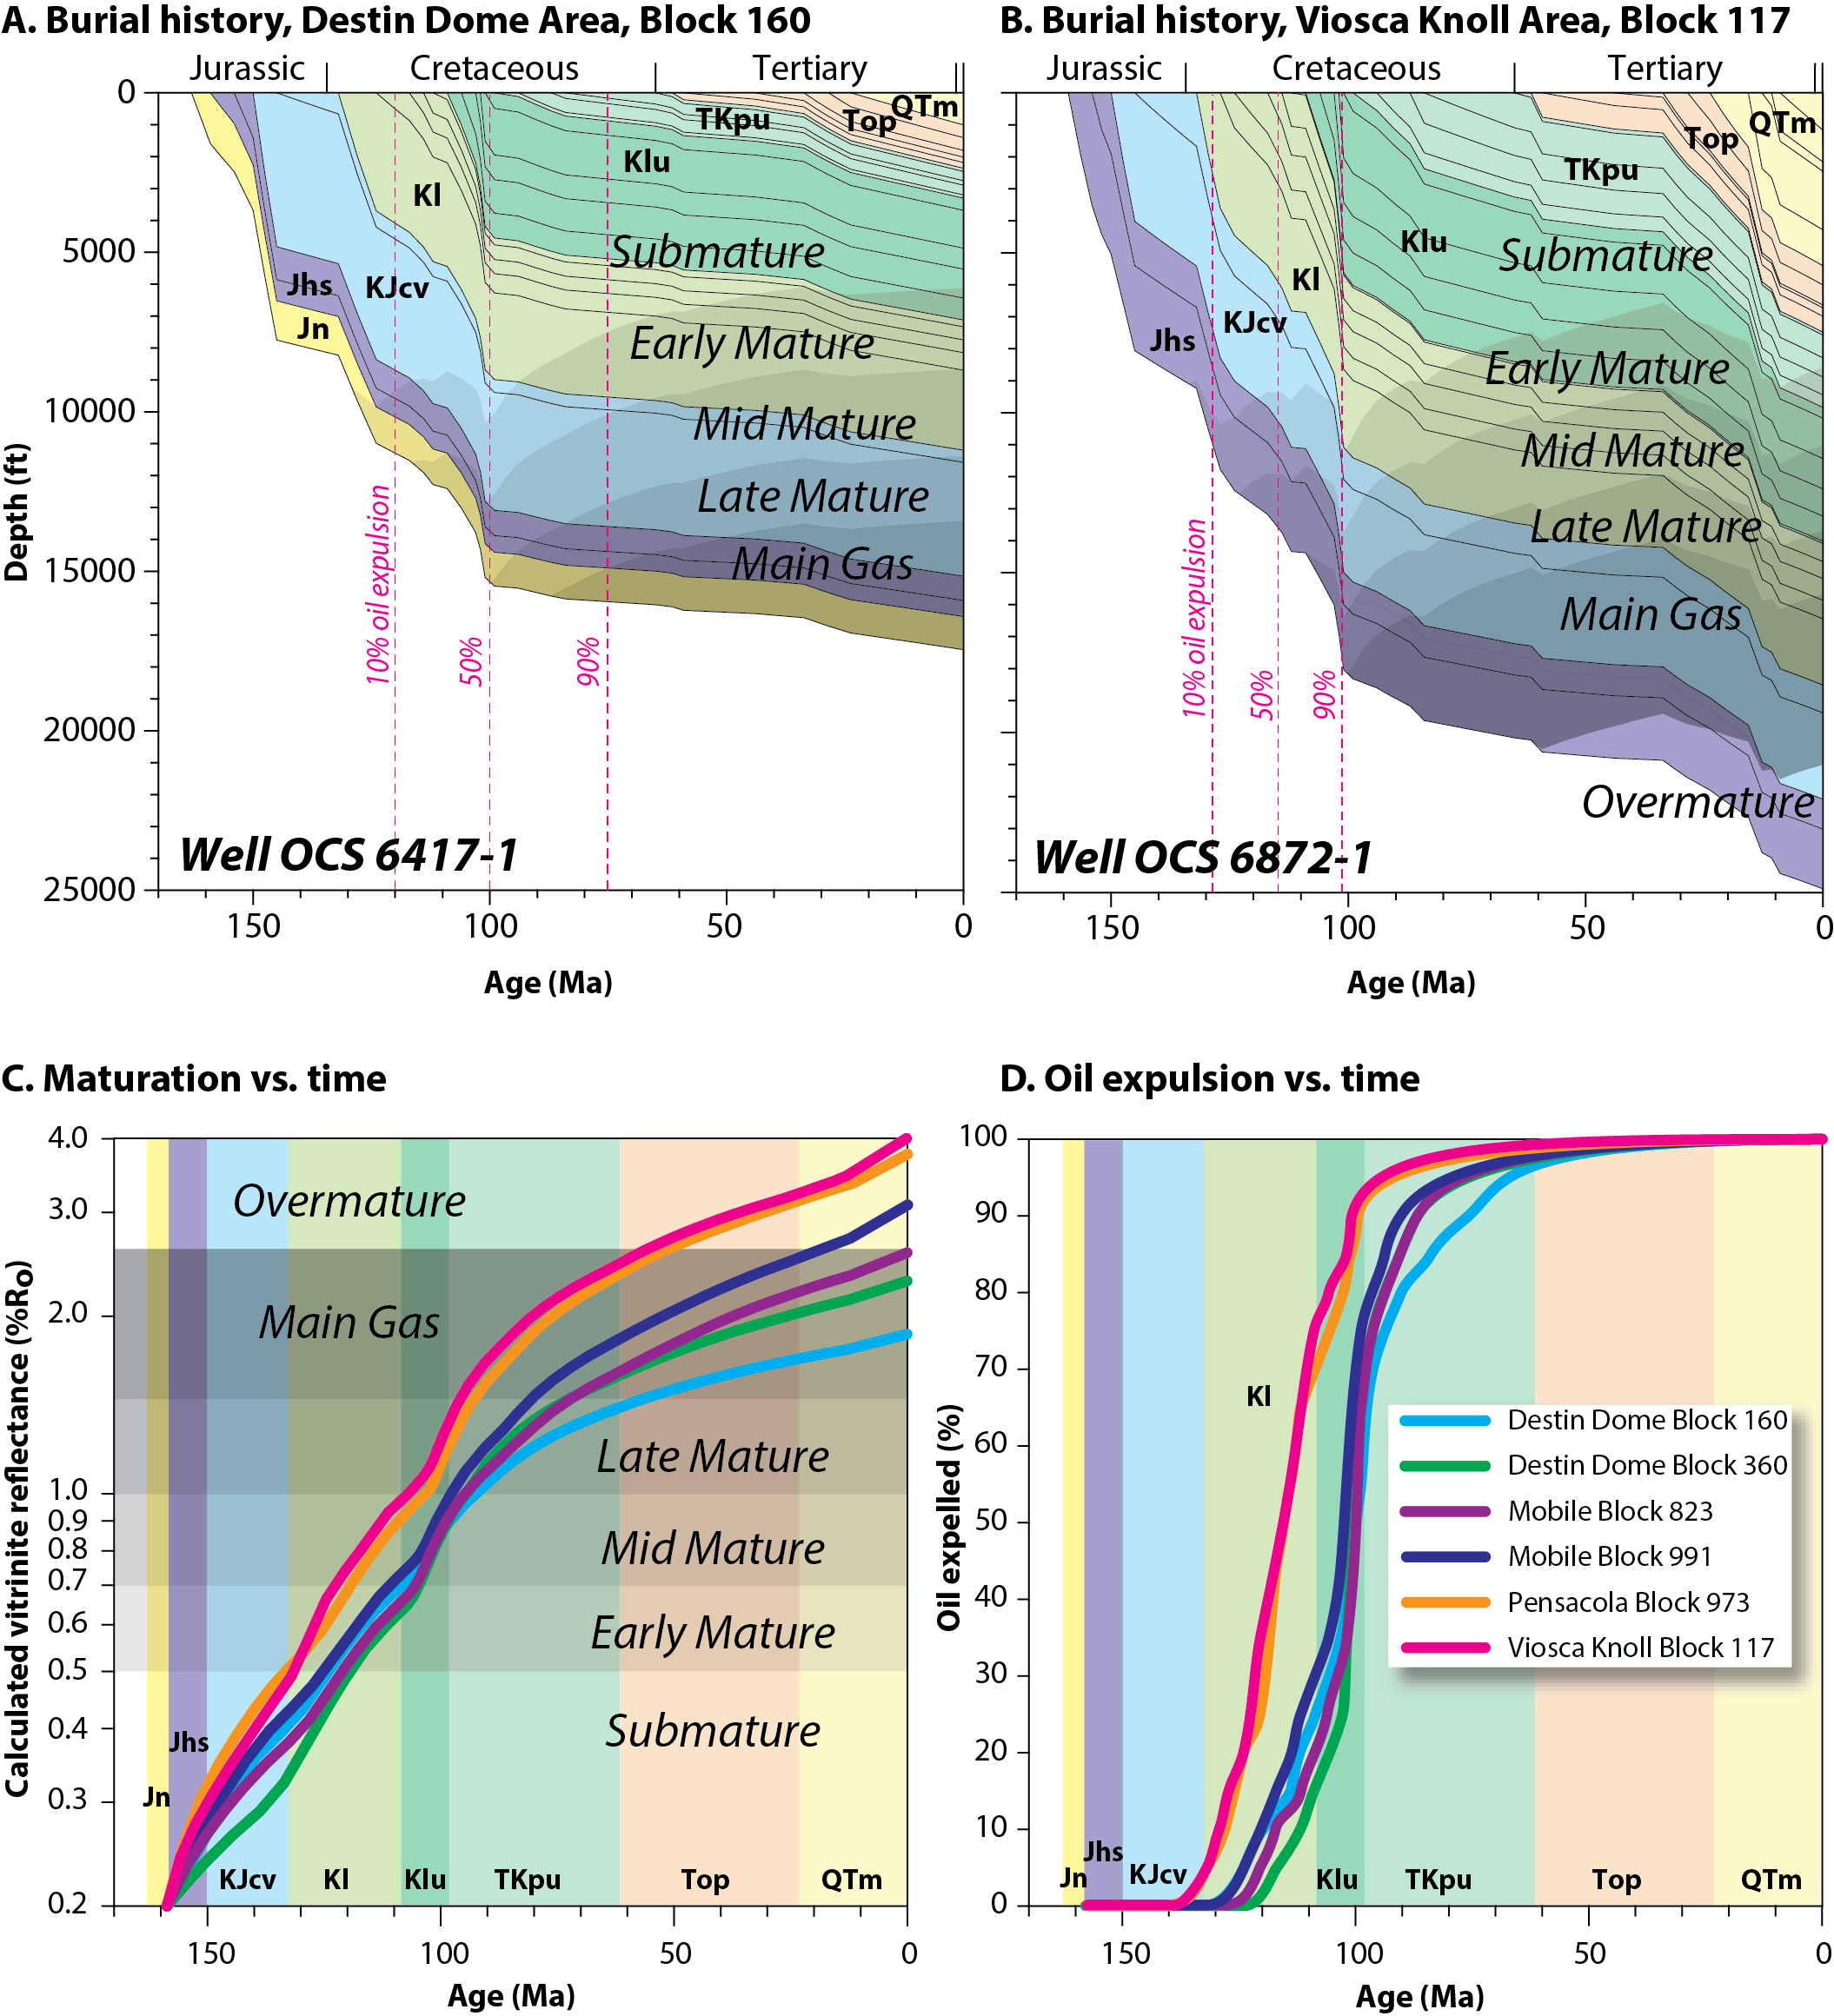 A. Burial history, Destin Dome Area, Block 160
Jurassic Cretaceous Tertiary
0
5000
10000
15000
20000
25000
Depth (ft)
QTm
Top
TKpu
Klu
Kl
Submature
KJcv
Jhs
Jn
Early Mature
Mid Mature
Late Mature
Main Gas
10% oil expulsion
50%
90%
Well OCS 6417-1
150 100 50 0
Age (Ma)
B. Burial history, Viosca Knoll Area, Block 117
Jurassic Cretaceous Tertiary
QTm
Top
TKpu
Klu
Submature
Kl
KJcv
Jhs
Early Mature
Mid Mature
Late Mature
Main Gas
10% oil expulsion
50%
90%
Overmature
Well OCS 6872-1
150 100 50 0
Age (Ma)
C. Maturation vs. time
4.0
3.0
2.0
1.0
0.9
0.8
0.7
0.6
0.5
0.4
0.3
0.2
Calculated vitrinite reflectance (%Ro)
Overmature
Main Gas
Late Mature
Mid Mature
Early Mature
Submature
Jhs
Jn
KJcv Kl Klu TKpu Top QTm
150 100 50 0
Age (Ma)
D. Oil expulsion vs. time
100
90
80
70
60
50
40
30
20
10
0
Oil expelled (%)
Kl
Destin Dome Block 160
Destin Dome Block 360
Mobile Block 823
Mobile Block 991
Pensacola Block 973
Viosca Knoll Block 117
Jhs
Jn KJcv Klu TKpu Top QTm
150 100 50 0
Age (Ma)